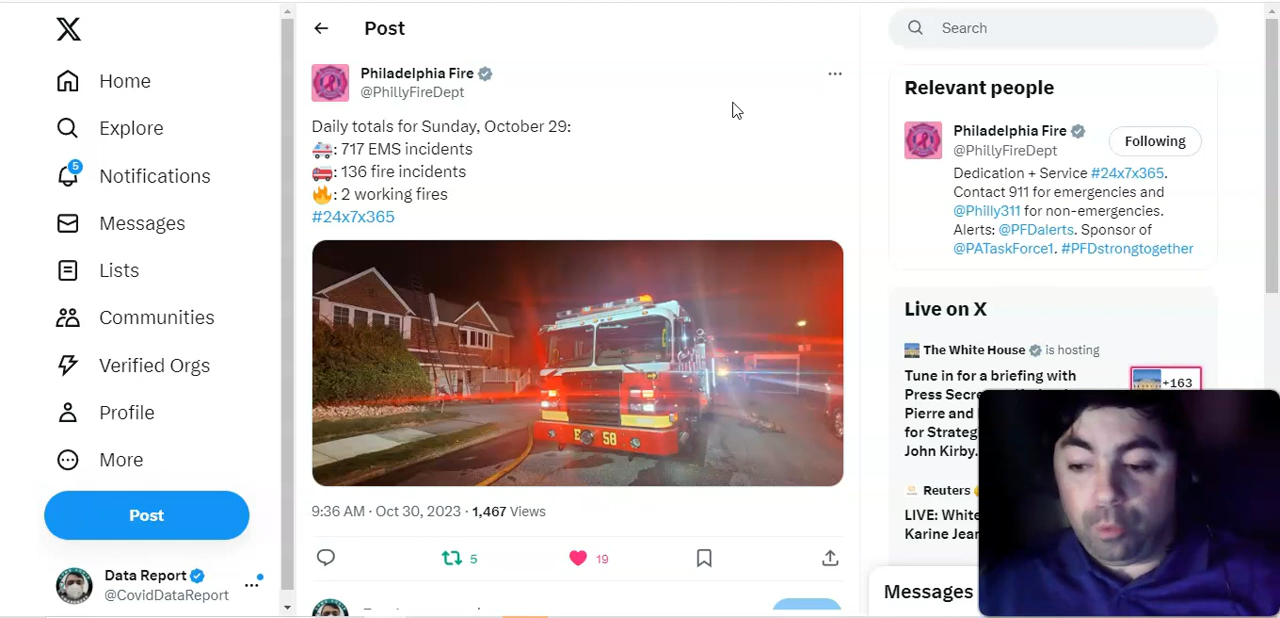 Home
Explore
5
Notifications
Messages
Lists
Communities
Verified Orgs
Profile
More
Post
Data Report
@CovidDataReport
Post
Philadelphia Fire
@PhillyFireDept
Daily totals for Sunday, October 29:
🚑: 717 EMS incidents
🚒: 136 fire incidents
🔥: 2 working fires
#24x7x365
E 58
9:36 AM · Oct 30, 2023 · 1,467 Views
5
19
Search
Relevant people
Philadelphia Fire
@PhillyFireDept
Following
Dedication + Service #24x7x365.
Contact 911 for emergencies and
@Philly311 for non-emergencies.
Alerts: @PFDalerts. Sponsor of
@PATaskForce1. #PFDstrongtogether
Live on X
The White House is hosting
Tune in for a briefing with
Press Secre
Pierre and
for Strateg
John Kirby.
+163
Reuters
LIVE: White
Karine Jean
Messages